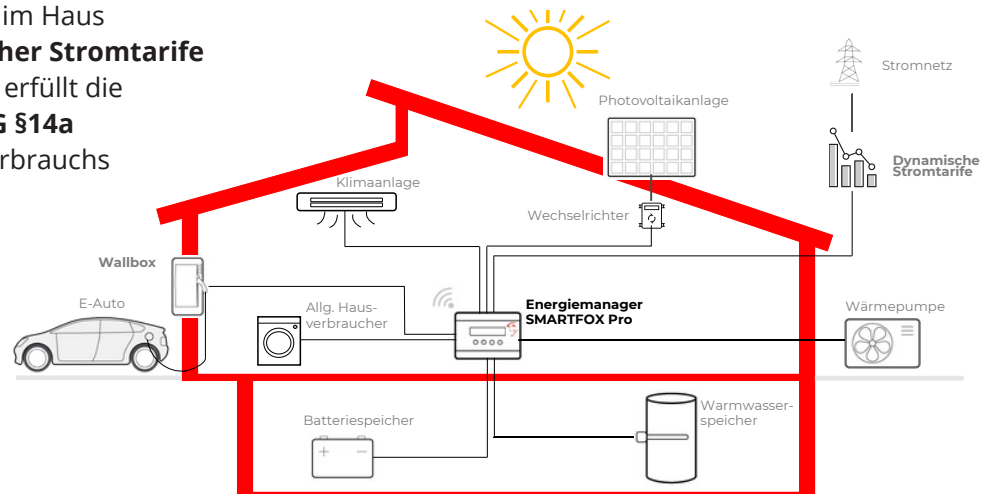 im Haus
her Stromtarife
erfüllt die
G §14a
erbrauchs
Stromnetz
Photovoltaikanlage
Dynamische
Stromtarife
Klimaanlage
Wechselrichter
Wallbox
E-Auto
Allg. Haus-
verbraucher
Energiemanager
SMARTFOX Pro
Wärmepumpe
Batteriespeicher
Warmwasser-
speicher